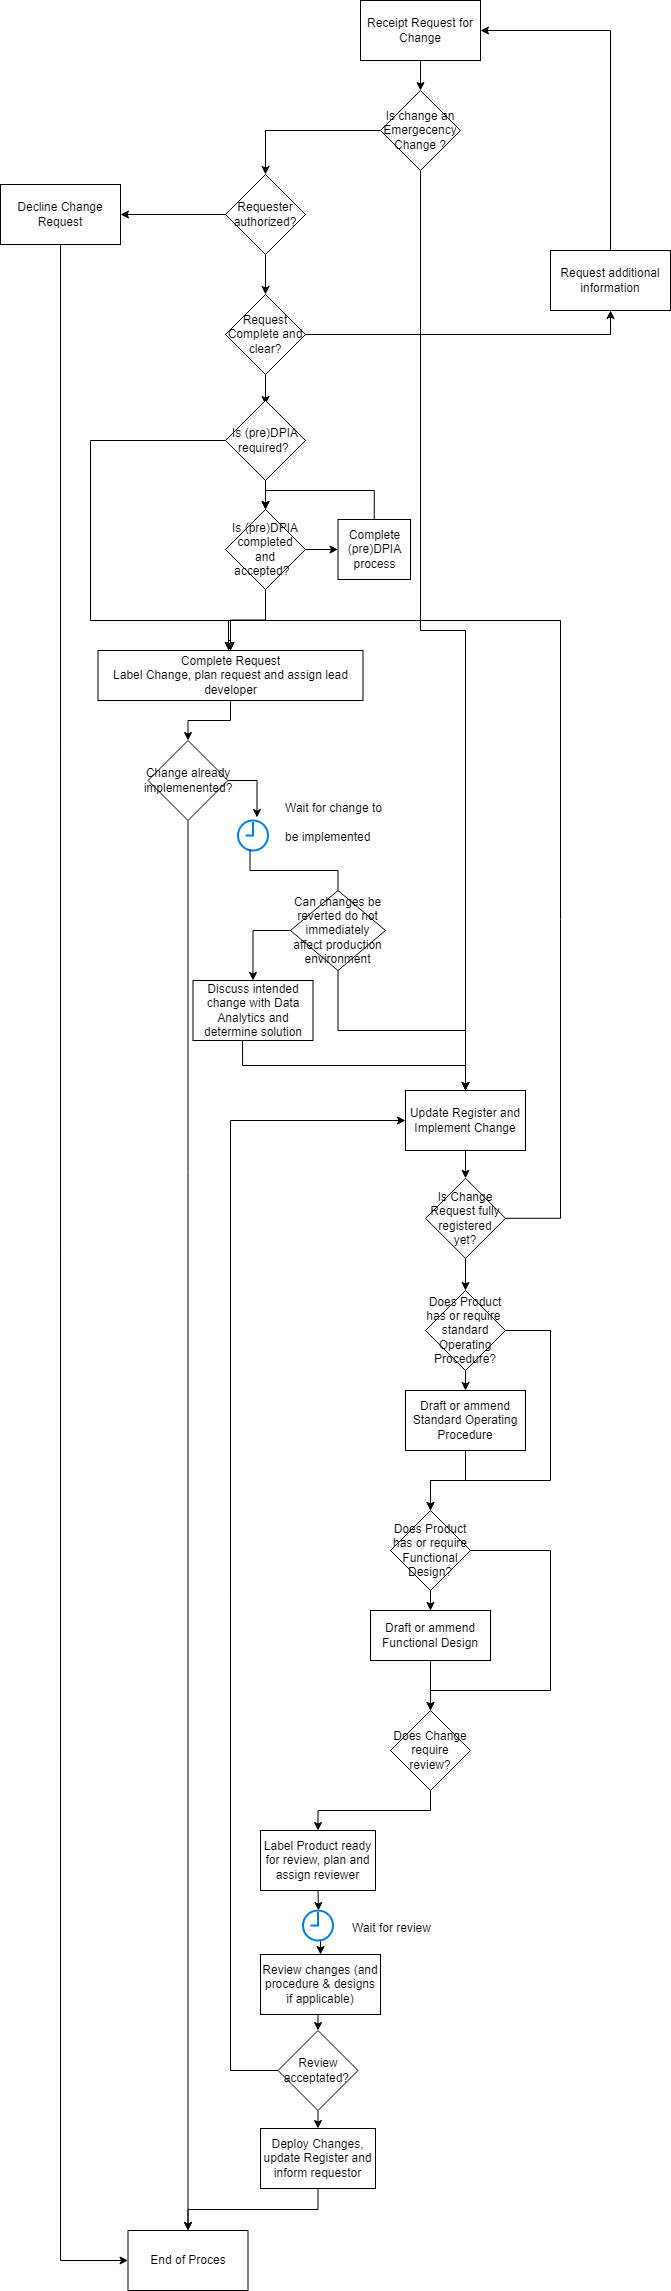 Receipt Request for
Change
Is change an
Emergecency
Change ?
Requester
authorized?
Decline Change
Request
Request additional
information
Request
Complete and
clear?
Is (pre)DPIA
required?
Is (pre)DPIA
completed
and
accepted?
Complete
(pre)DPIA
process
Complete Request
Label Change, plan request and assign lead
developer
Change already
implemenented?
Wait for change to
be implemented
Can changes be
reverted do not
immediately
affect production
environment
Discuss intended
change with Data
Analytics and
determine solution
Update Register and
Implement Change
Is Change
Request fully
registered
yet?
Does Product
has or require
standard
Operating
Procedure?
Draft or ammend
Standard Operating
Procedure
Does Product
has or require
Functional
Design?
Draft or ammend
Functional Design
Does Change
require
review?
Label Product ready
for review, plan and
assign reviewer
Wait for review
Review changes (and
procedure & designs
if applicable)
Review
acceptated?
Deploy Changes,
update Register and
inform requestor
End of Proces